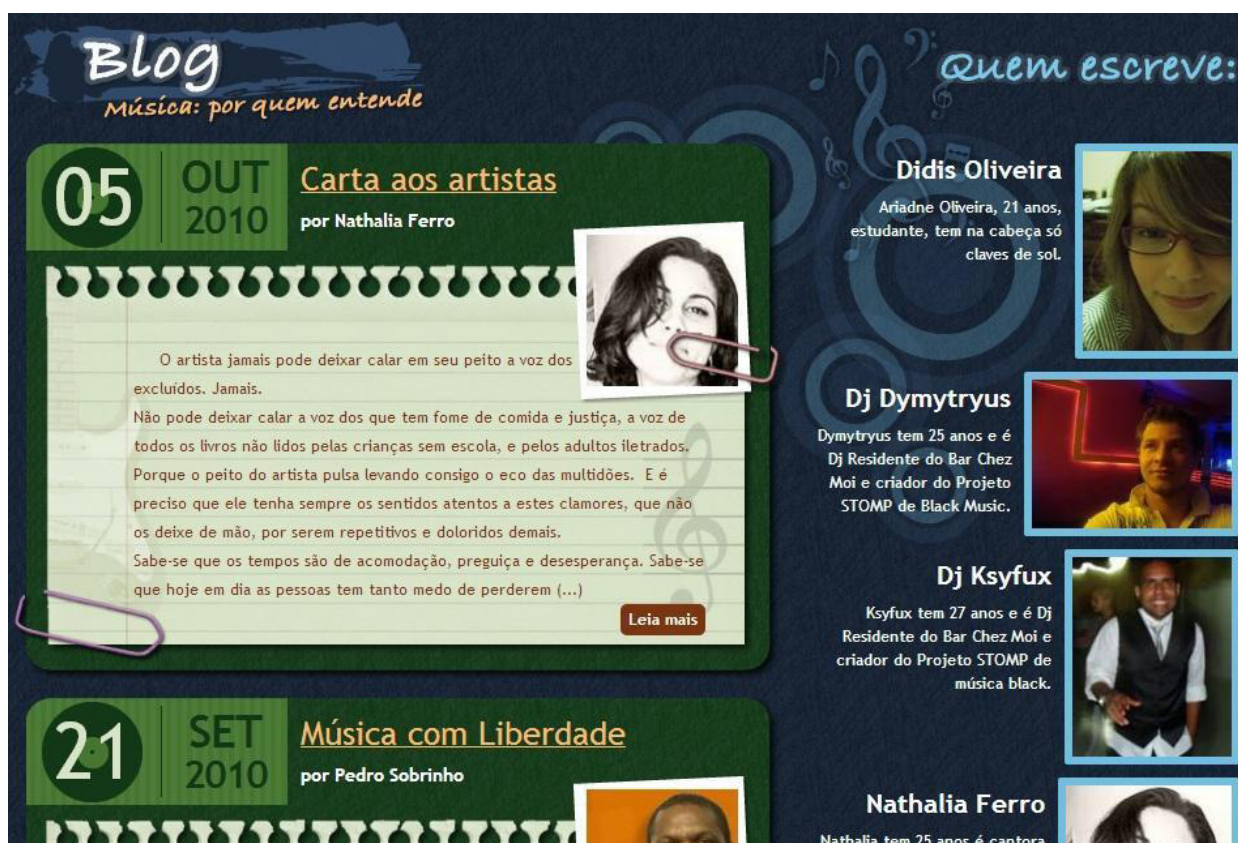 Blog
Música: por quem entende
Quem escreve:
05
OUT
2010
Carta aos artistas
por Nathalia Ferro
O artista jamais pode deixar calar em seu peito a voz dos
excluídos. Jamais.
Não pode deixar calar a voz dos que tem fome de comida e justiça, a voz de
todos os livros não lidos pelas crianças sem escola, e pelos adultos iletrados.
Porque o peito do artista pulsa levando consigo o eco das multidões. E é
preciso que ele tenha sempre os sentidos atentos a estes clamores, que não
os deixe de mão, por serem repetitivos e doloridos demais.
Sabe-se que os tempos são de acomodação, preguiça e desesperança. Sabe-se
que hoje em dia as pessoas tem tanto medo de perderem (...)
Leia mais
21
SET
2010
Música com Liberdade
por Pedro Sobrinho
Didis Oliveira
Ariadne Oliveira, 21 anos,
estudante, tem na cabeça só
claves de sol.
Dj Dymytryus
Dymytryus tem 25 anos e é
Dj Residente do Bar Chez
Moi e criador do Projeto
STOMP de Black Music.
Dj Ksyfux
Ksyfux tem 27 anos e é Dj
Residente do Bar Chez Moi e
criador do Projeto STOMP de
música black.
Nathalia Ferro
Nathalia tem 25 anos é cantora